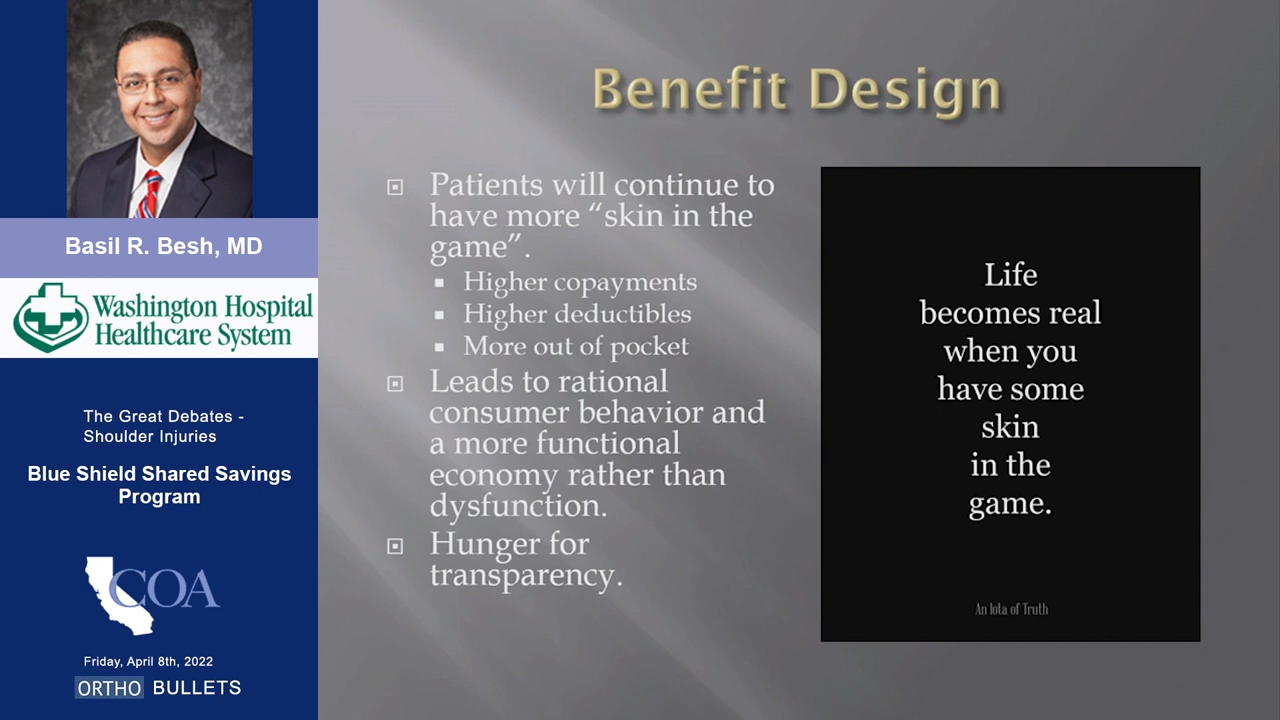 Basil R. Besh, MD
Washington Hospital
Healthcare System
The Great Debates -
Shoulder Injuries
Blue Shield Shared Savings
Program
COA
Friday, April 8th, 2022
ORTHO BULLETS
Benefit Design
Patients will continue to
have more “skin in the
game”.
Higher copayments
Higher deductibles
More out of pocket
Leads to rational
consumer behavior and
a more functional
economy rather than
dysfunction.
Hunger for
transparency.
Life
becomes real
when you
have some
skin
in the
game.
An Iota of Truth